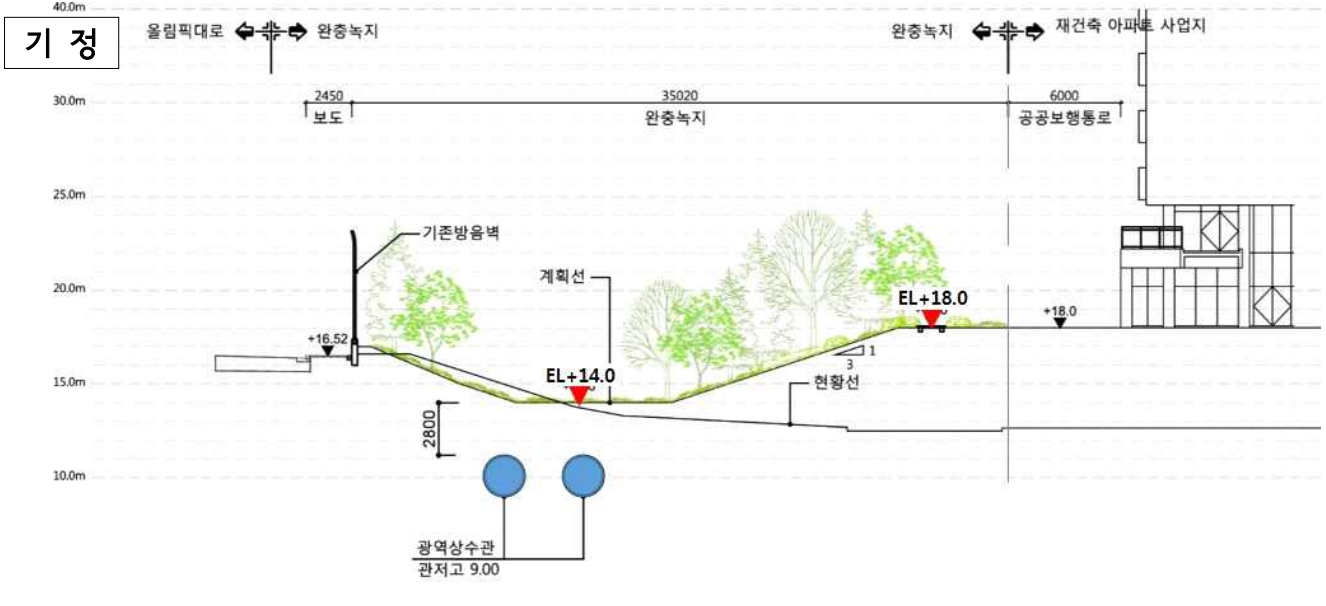 40.0m
기 정
올림픽대로
완충녹지
완충녹지
재건축 아파트 사업지
30.0m
2450
35020
6000
보도
완충녹지
공공보행통로
25.0m
기존방음벽
계획선
20.0m
EL+18.0
+18.0
+16.52
1
3
EL+14.0
현황선
15.0m
2800
10.0m
광역상수관
관저고 9.00